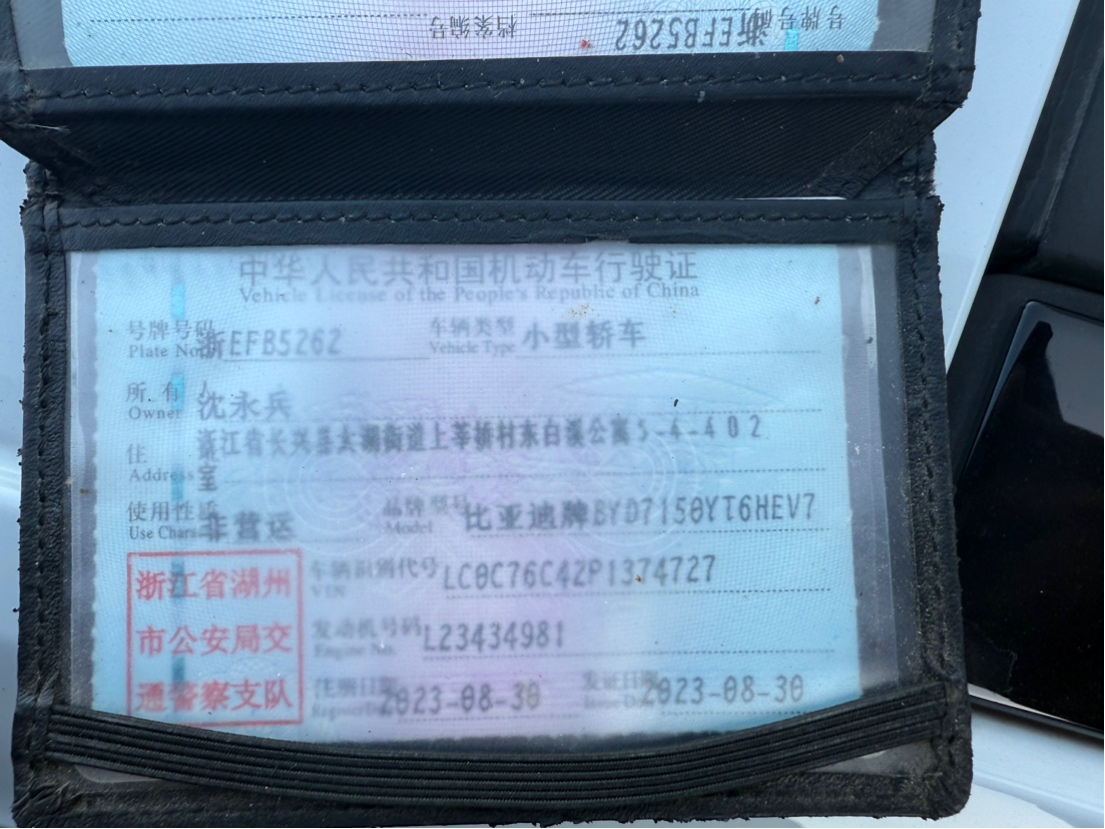 档案编号
号牌号码 浙EFB5262
中华人民共和国机动车行驶证
Vehicle License of the People's Republic of China
号牌号码 浙EFB5262 车辆类型 小型轿车
Plate No. Vehicle Type
所有人 沈永兵
Owner
住 浙江省长兴县太湖街道上莘桥村东白溪公寓5-4-402
Address 室
使用性质 非营运 品牌型号 比亚迪牌BYD7150YT6HEV7
Use Chara Model
车辆识别代号 LC0C76C42P1374727
VIN
发动机号码 L23434981
Engine No.
注册日期 2023-08-30 发证日期 2023-08-30
Register Issue
浙江省湖州
市公安局交
通警察支队